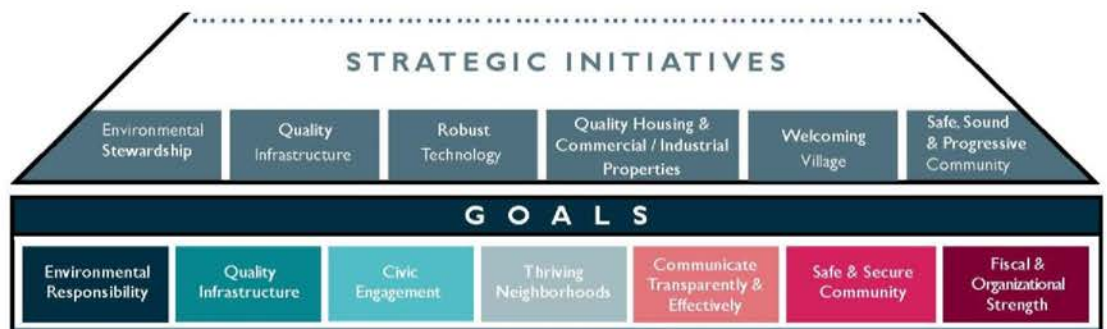 STRATEGIC INITIATIVES
Environmental
Stewardship
Quality
Infrastructure
Robust
Technology
Quality Housing &
Commercial / Industrial
Properties
Welcoming
Village
Safe, Sound
& Progressive
Community
GOALS
Environmental
Responsibility
Quality
Infrastructure
Civic
Engagement
Thriving
Neighborhoods
Communicate
Transparently &
Effectively
Safe & Secure
Community
Fiscal &
Organizational
Strength